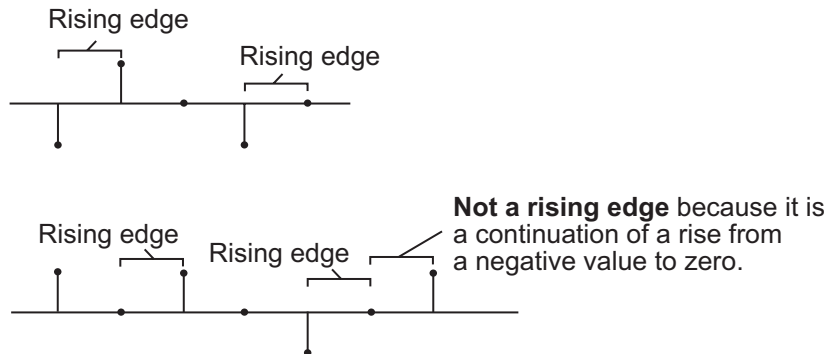 Rising edge
Rising edge
Not a rising edge because it is
a continuation of a rise from
a negative value to zero.
Rising edge
Rising edge